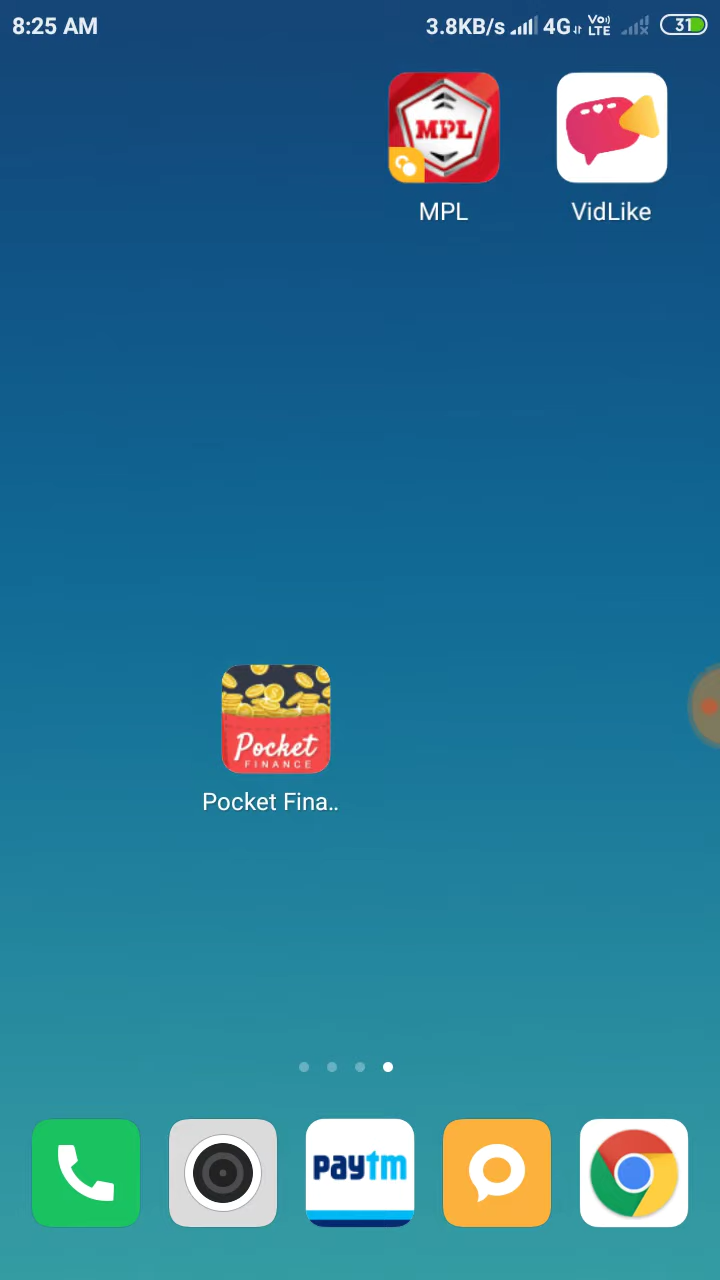 8:25 AM 3.8KB/s 4G Vo) LTE 31
MPL
MPL VidLike
Pocket
FINANCE
Pocket Fina..
paytm